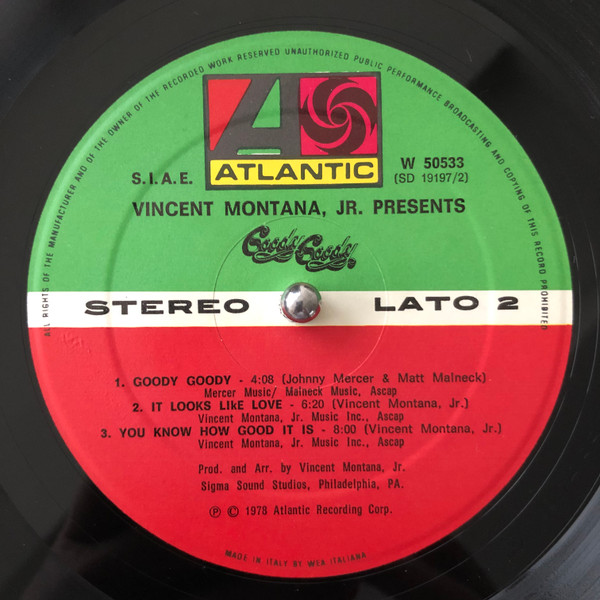 ALL RIGHTS OF THE MANUFACTURER AND OF THE OWNER OF THE RECORDED WORK RESERVED UNAUTHORIZED PUBLIC PERFORMANCE BROADCASTING AND COPYING OF THIS RECORD PROHIBITED
ATLANTIC
S.I.A.E.
W 50533
(SD 19197/2)
VINCENT MONTANA, JR. PRESENTS
Goody Goody
STEREO LATO 2
1. GOODY GOODY - 4:08 (Johnny Mercer & Matt Malneck)
Mercer Music/ Malneck Music, Ascap
2. IT LOOKS LIkE LOVE - 6:20 (Vincent Montana, Jr.)
Vincent Montana, Jr. Music Inc., Ascap
3. YOU KNOW HOW GOOD IT IS - 8:00 (Vincent Montana, Jr.)
Vincent Montana, Jr. Music Inc., Ascap
Prod. and Arr. by Vincent Montana, Jr.
Sigma Sound Studios, Philadelphia, PA.
℗ © 1978 Atlantic Recording Corp.
MADE IN ITALY BY WEA ITALIANA